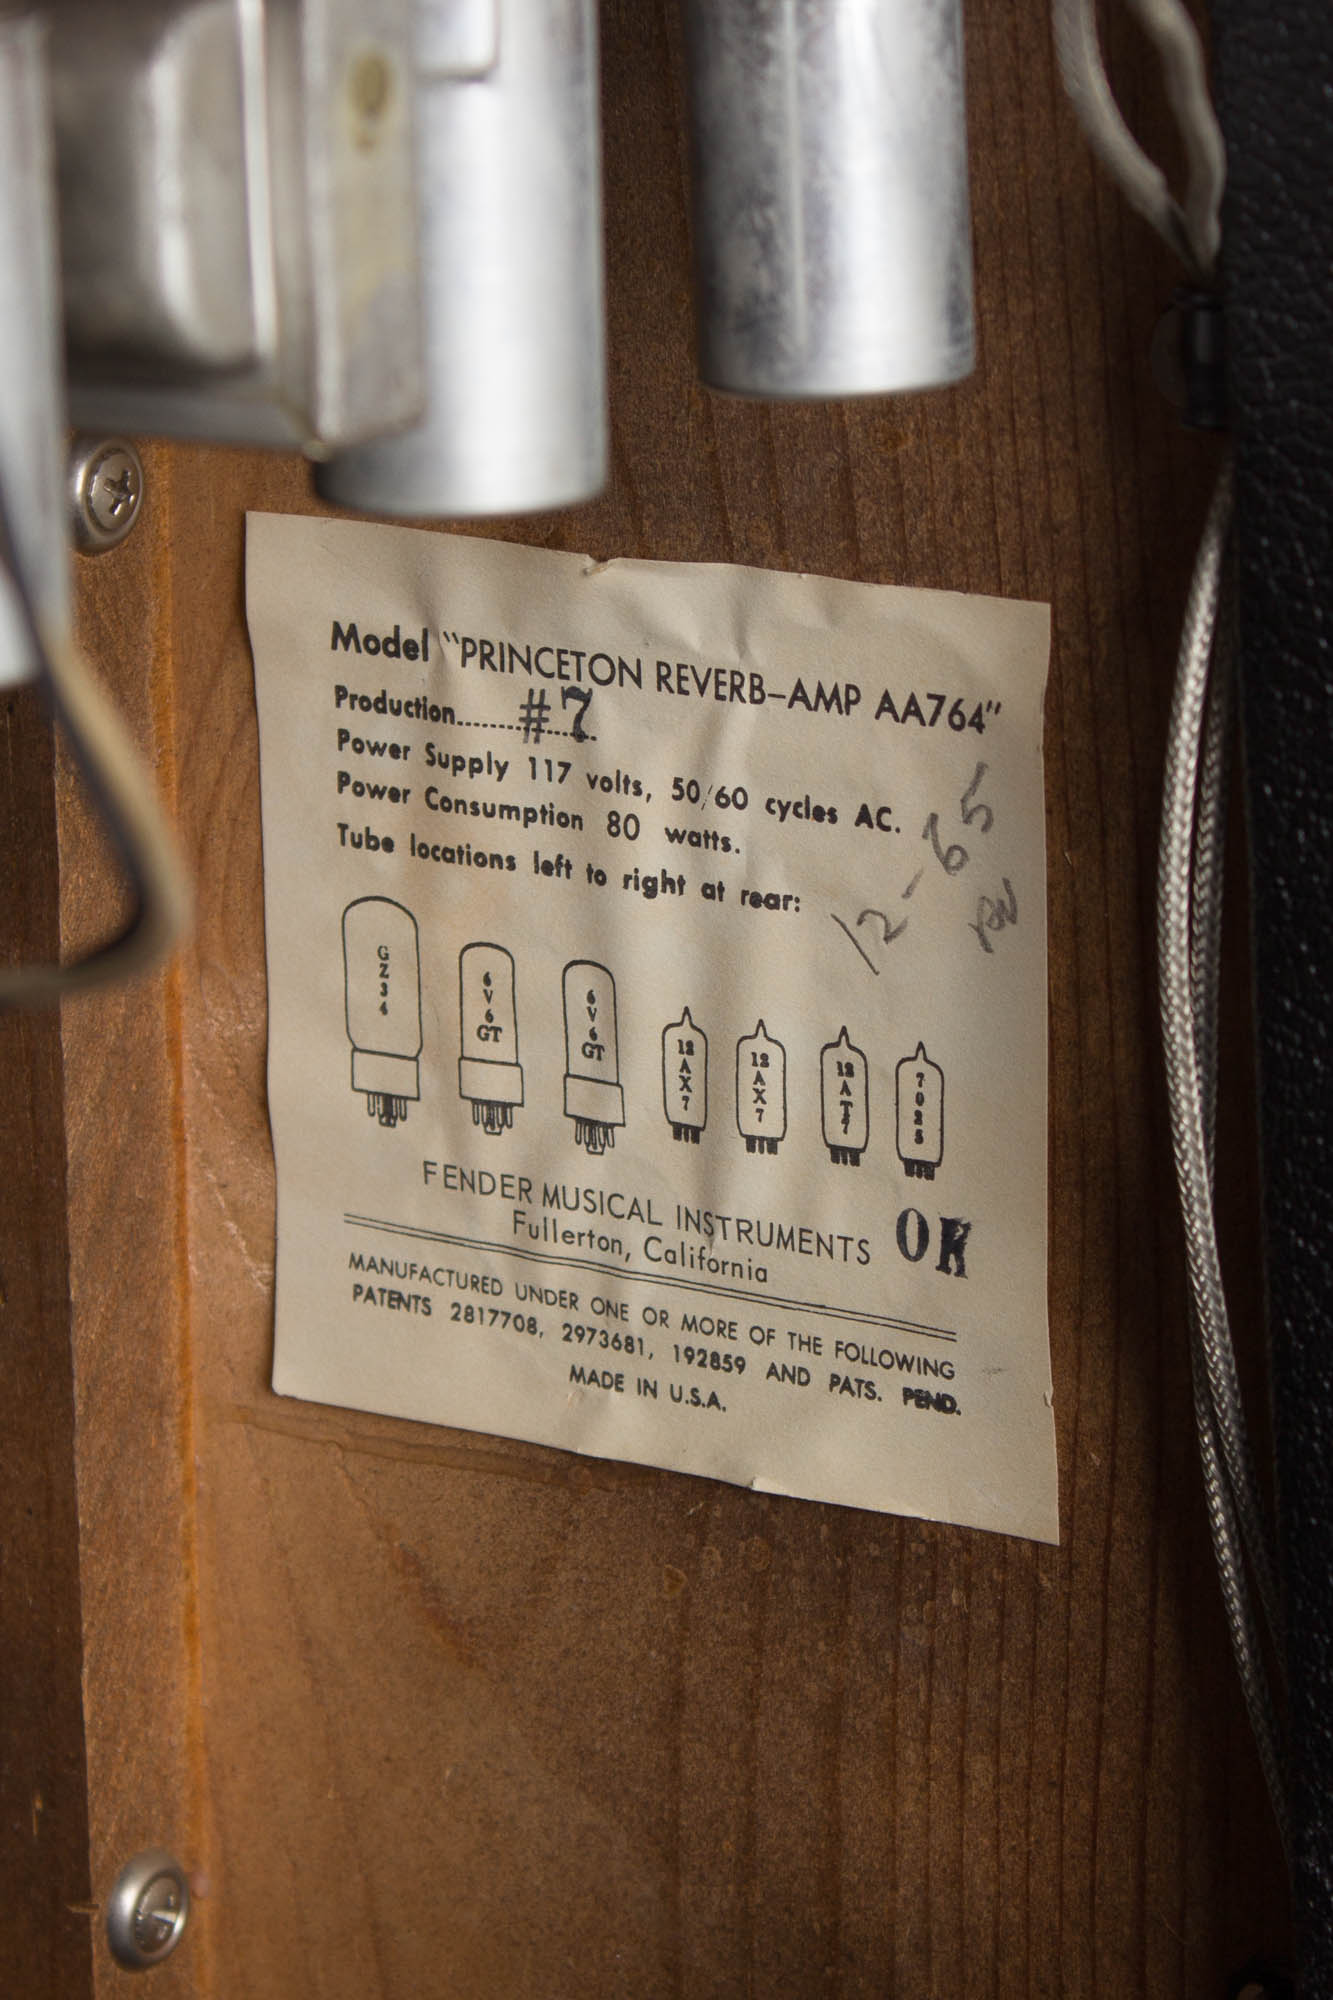 Model "PRINCETON REVERB–AMP AA764"
Production........#7
Power Supply 117 volts, 50/60 cycles AC.
Power Consumption 80 watts.
12-65
Tube locations left to right at rear:
GZ34
6V6GT
6V6GT
12AX7
12AX7
12AT7
7025
FENDER MUSICAL INSTRUMENTS
OK
Fullerton, California
MANUFACTURED UNDER ONE OR MORE OF THE FOLLOWING
PATENTS 2817708, 2973681, 192859 AND PATS. PEND.
MADE IN U.S.A.